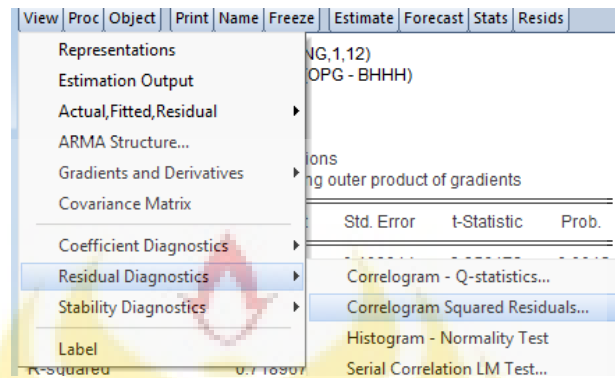 View Proc Object Print Name Freeze Estimate Forecast Stats Resids
Representations
Estimation Output
Actual,Fitted,Residual
ARMA Structure...
Gradients and Derivatives
Covariance Matrix
Coefficient Diagnostics
Residual Diagnostics
Stability Diagnostics
Label
NG,1,12)
(OPG - BHHH)
ions
ng outer product of gradients
Std. Error t-Statistic Prob.
Correlogram - Q-statistics...
Correlogram Squared Residuals...
Histogram - Normality Test
Serial Correlation LM Test...
R-squared 0.718967